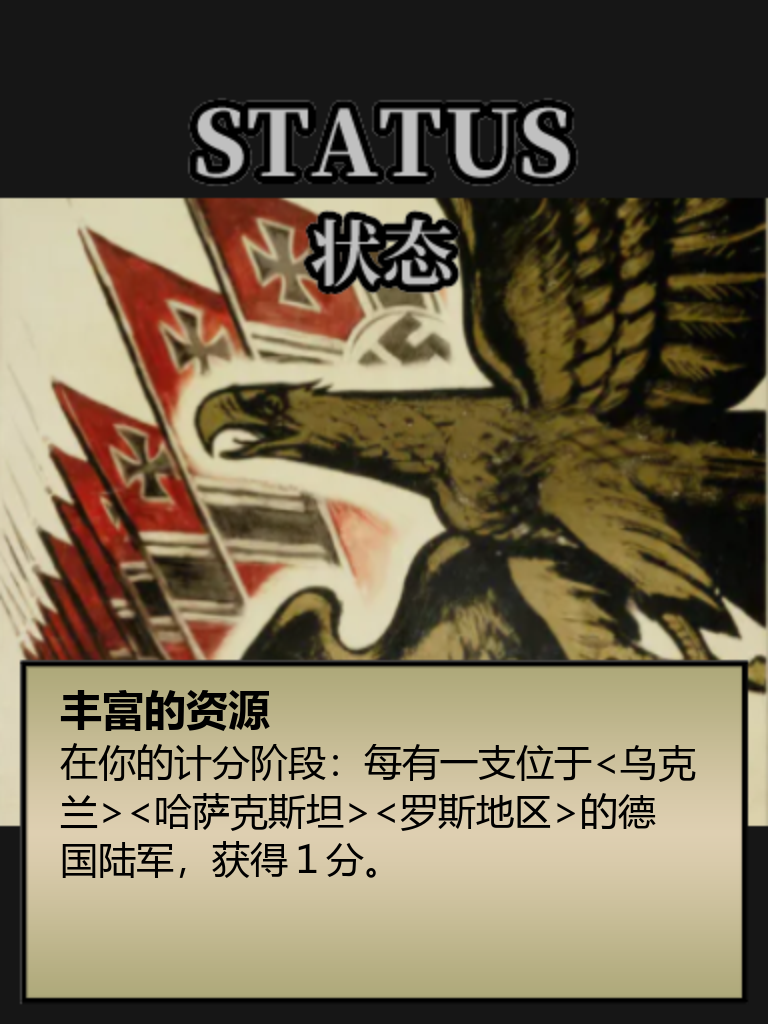 STATUS
状态
丰富的资源
在你的计分阶段：每有一支位于<乌克
兰><哈萨克斯坦><罗斯地区>的德
国陆军，获得1分。